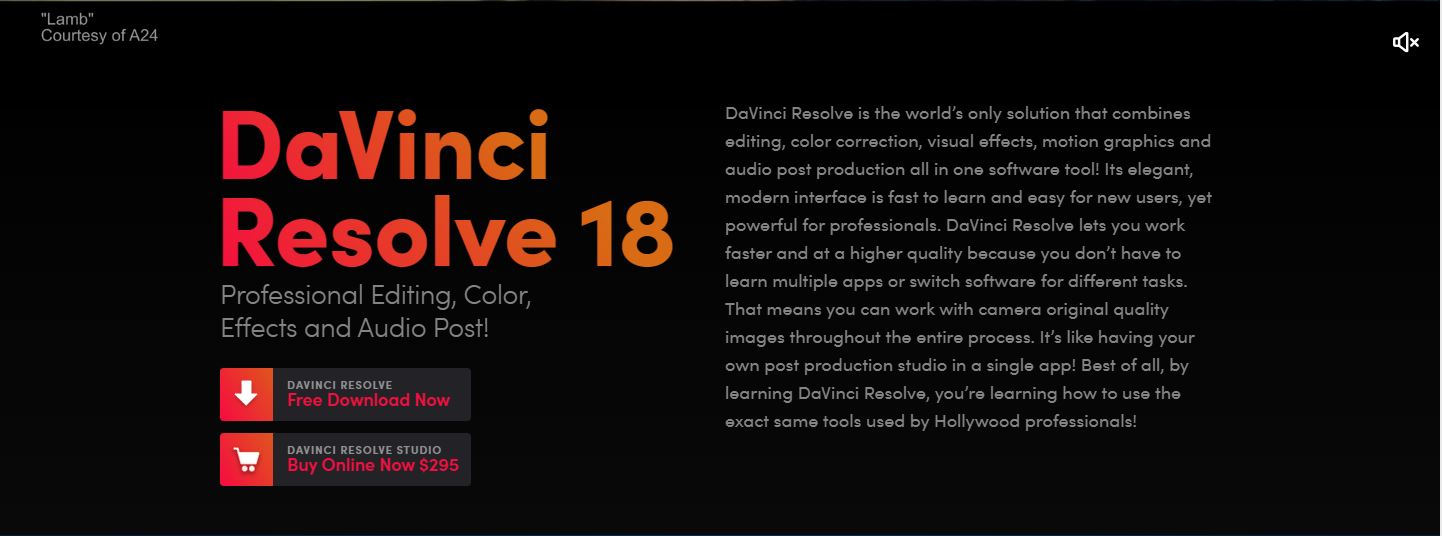 "Lamb"
Courtesy of A24
DaVinci
Resolve 18
Professional Editing, Color,
Effects and Audio Post!
DAVINCI RESOLVE
Free Download Now
DAVINCI RESOLVE STUDIO
Buy Online Now $295
DaVinci Resolve is the world’s only solution that combines
editing, color correction, visual effects, motion graphics and
audio post production all in one software tool! Its elegant,
modern interface is fast to learn and easy for new users, yet
powerful for professionals. DaVinci Resolve lets you work
faster and at a higher quality because you don’t have to
learn multiple apps or switch software for different tasks.
That means you can work with camera original quality
images throughout the entire process. It’s like having your
own post production studio in a single app! Best of all, by
learning DaVinci Resolve, you’re learning how to use the
exact same tools used by Hollywood professionals!